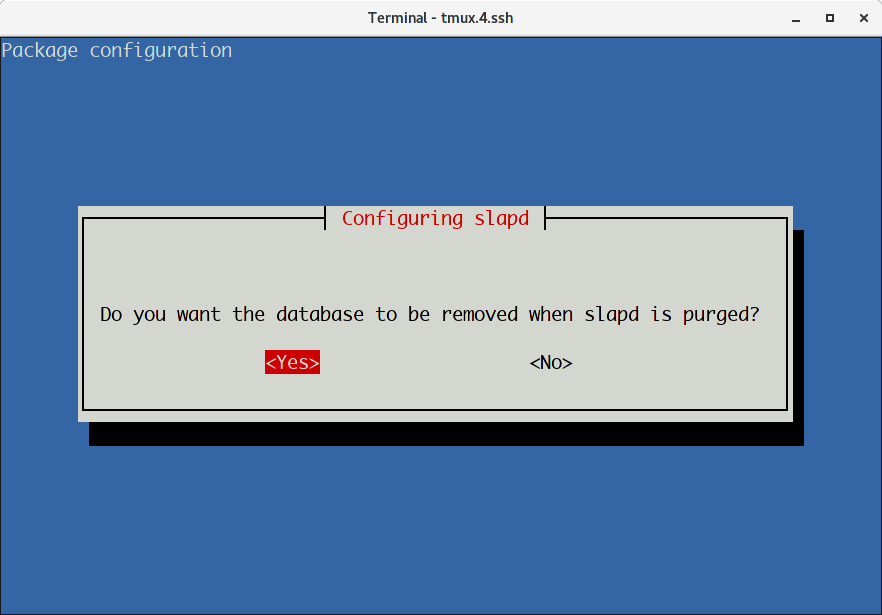 Terminal - tmux.4.ssh
Package configuration
Configuring slapd
Do you want the database to be removed when slapd is purged?
<Yes> <No>